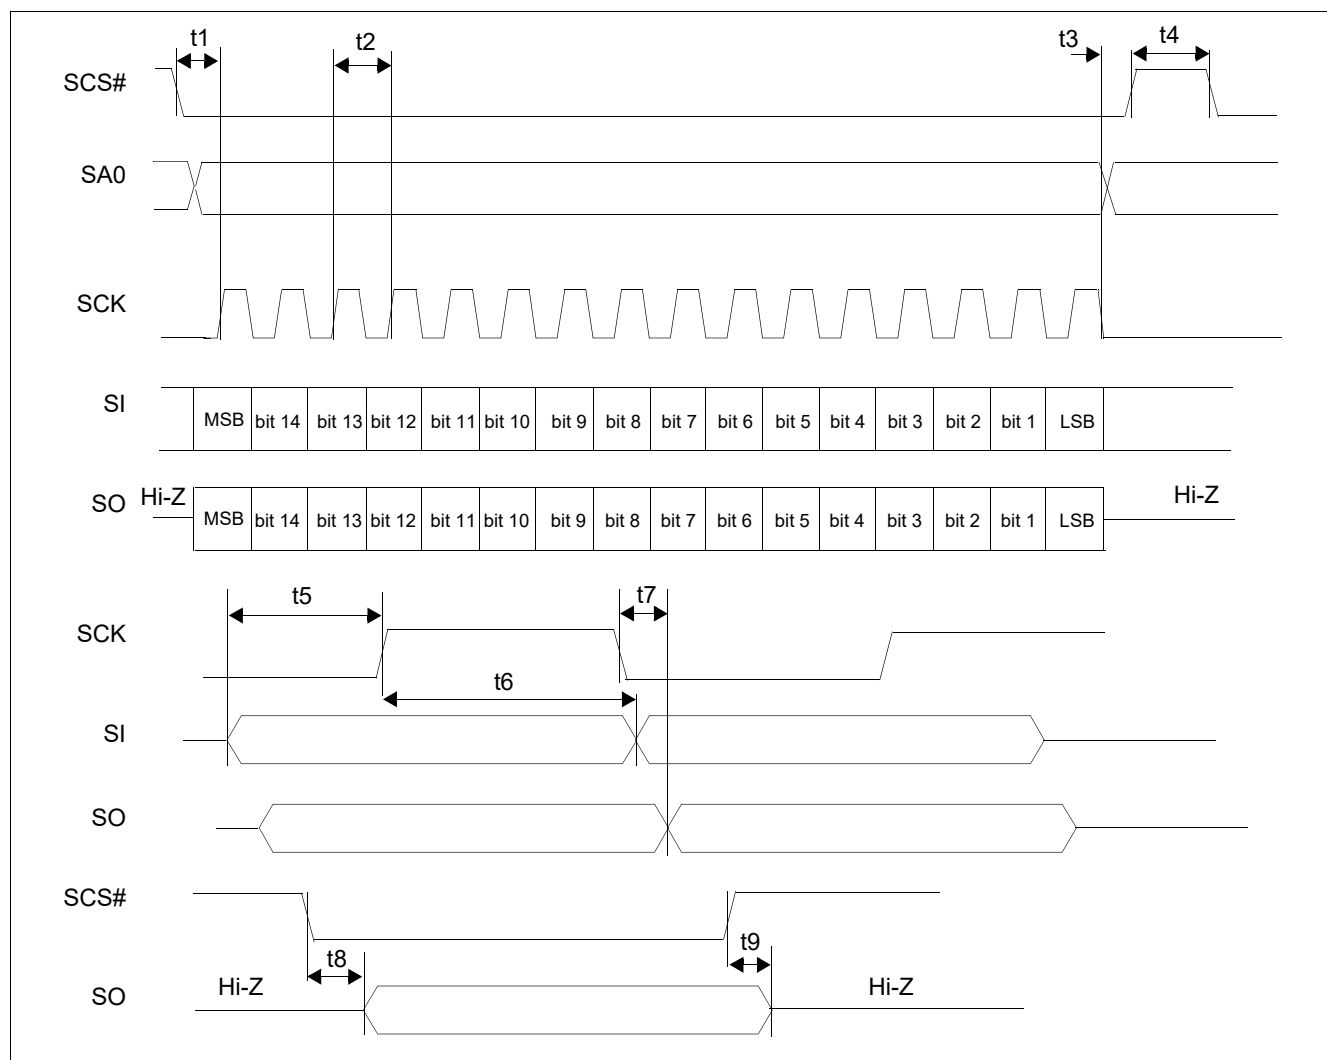 t1 t2 t3 t4
SCS#
SA0
SCK
SI MSB bit 14 bit 13 bit 12 bit 11 bit 10 bit 9 bit 8 bit 7 bit 6 bit 5 bit 4 bit 3 bit 2 bit 1 LSB
SO Hi-Z MSB bit 14 bit 13 bit 12 bit 11 bit 10 bit 9 bit 8 bit 7 bit 6 bit 5 bit 4 bit 3 bit 2 bit 1 LSB Hi-Z
t5 t7
SCK
t6
SI
SO
SCS#
t8 t9
SO Hi-Z Hi-Z